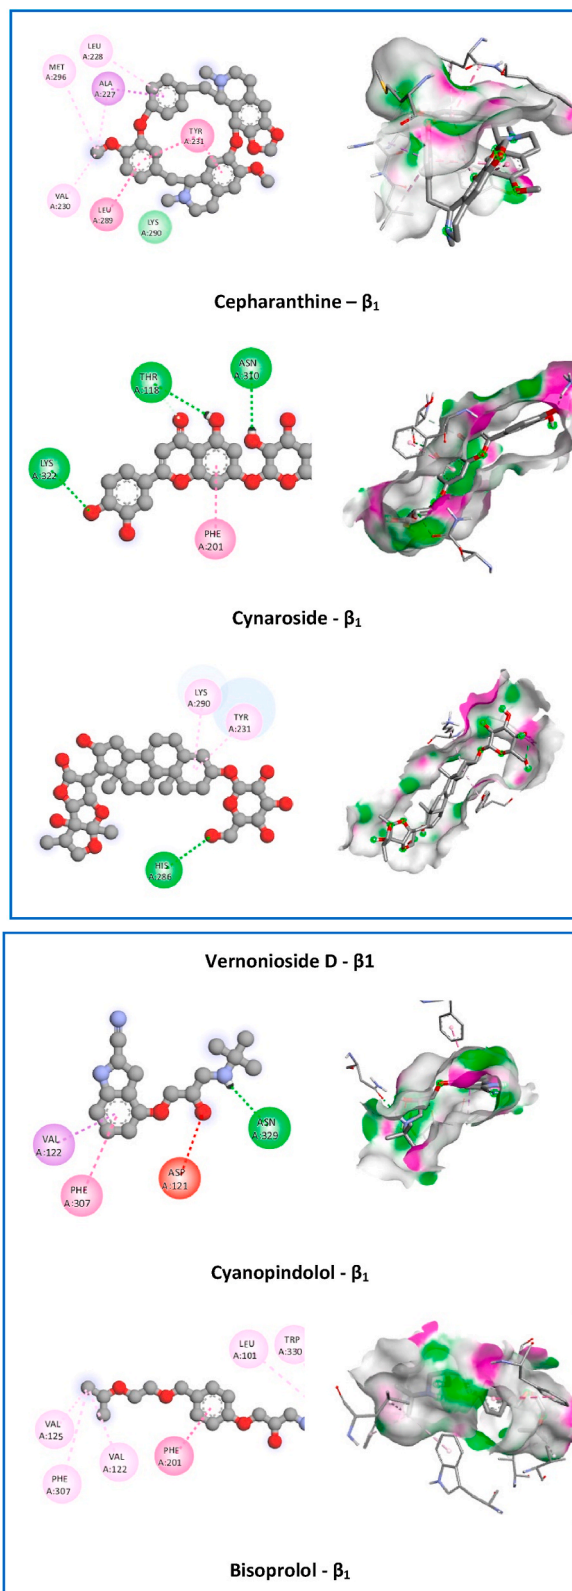 LEU
A:228
MET
A:296
ALA
A:227
TYR
A:231
VAL
A:230
LEU
A:289
LYS
A:290
Cepharanthine – β₁
THR
A:118
ASN
A:310
LYS
A:322
PHE
A:201
Cynaroside - β₁
LYS
A:290
TYR
A:231
HIS
A:286
Vernonioside D - β1
VAL
A:122
ASN
A:329
ASP
A:121
PHE
A:307
Cyanopindolol - β₁
LEU
A:101
TRP
A:330
VAL
A:125
VAL
A:122
PHE
A:201
PHE
A:307
Bisoprolol - β₁